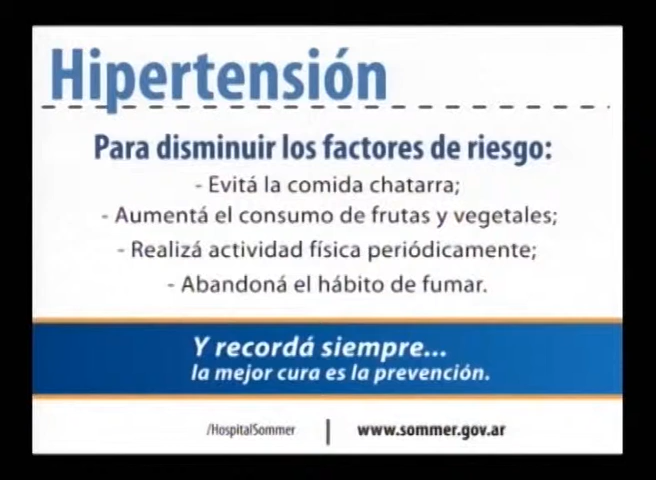 Hipertensión
Para disminuir los factores de riesgo:
- Evitá la comida chatarra;
- Aumentá el consumo de frutas y vegetales;
- Realizá actividad física periódicamente;
- Abandoná el hábito de fumar.
Y recordá siempre...
la mejor cura es la prevención.
/HospitalSommer | www.sommer.gov.ar